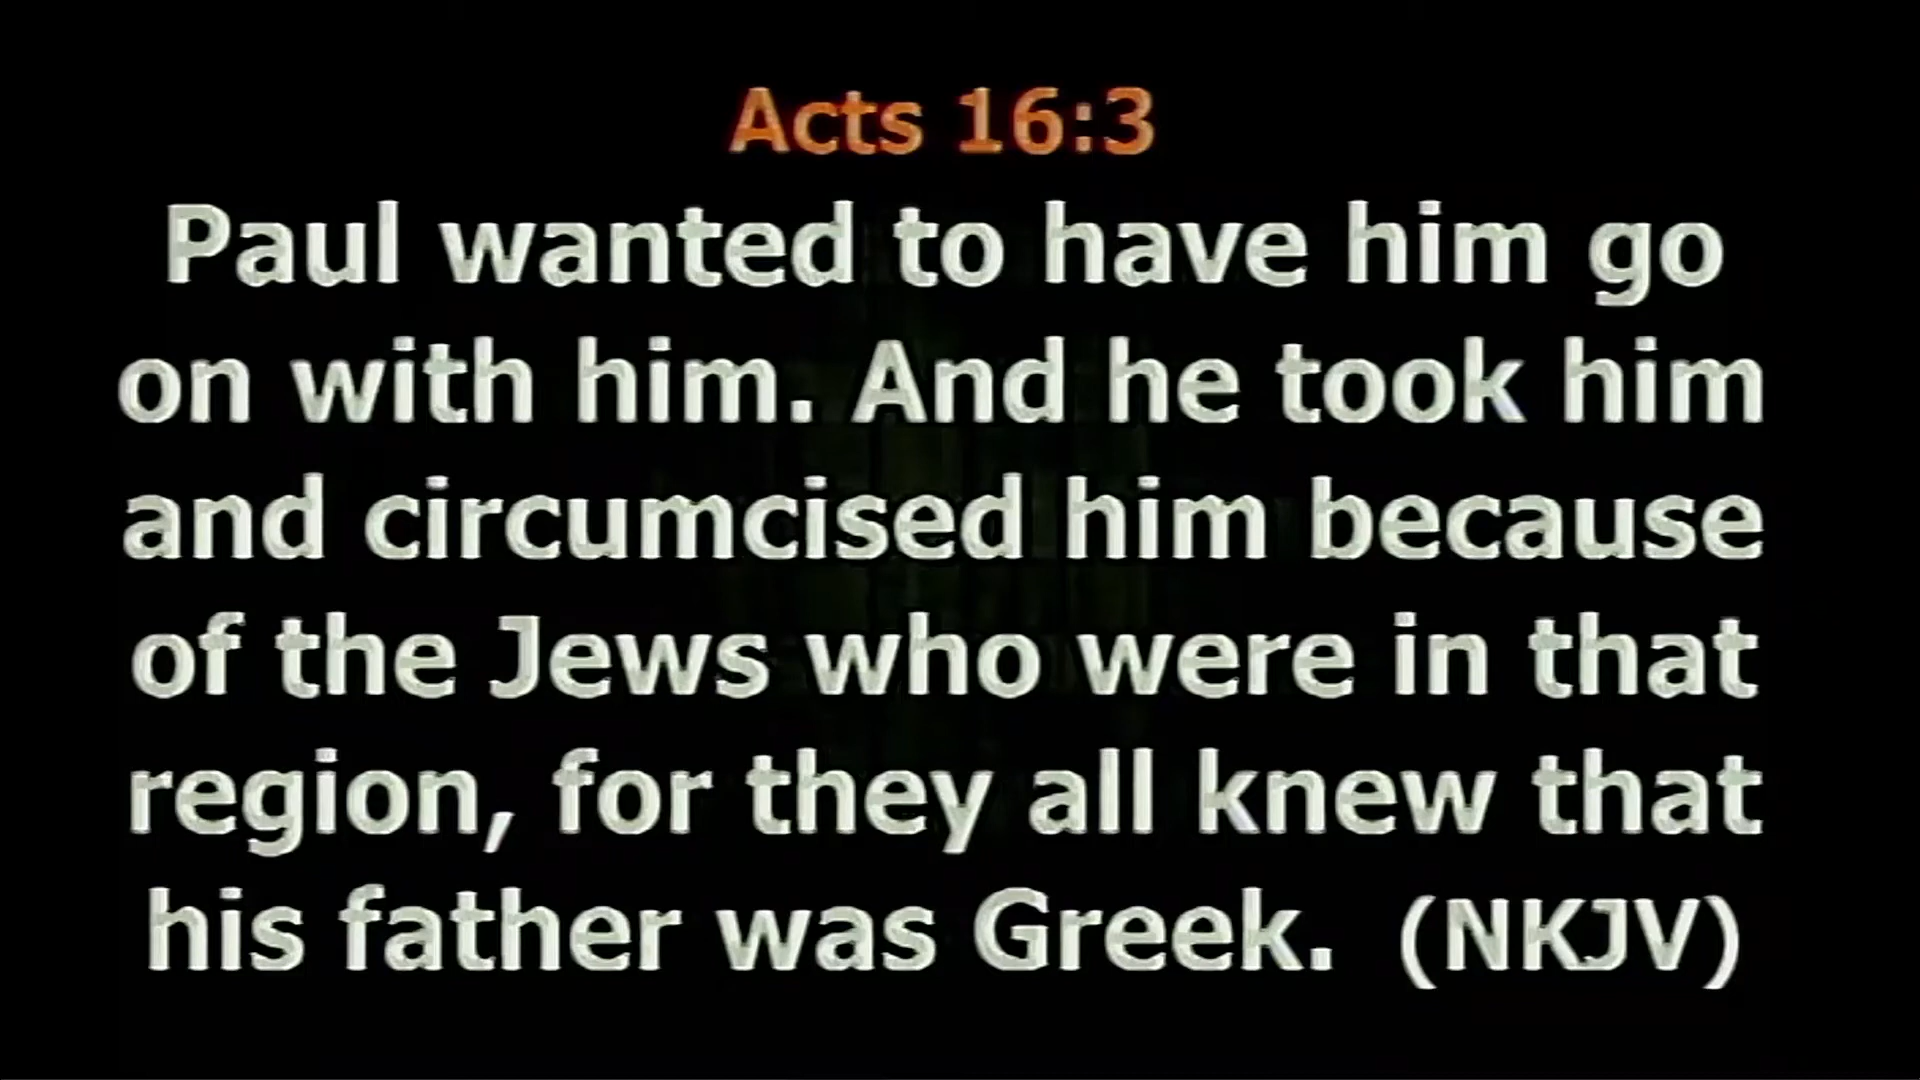 Acts 16:3
Paul wanted to have him go
on with him. And he took him
and circumcised him because
of the Jews who were in that
region, for they all knew that
his father was Greek. (NKJV)